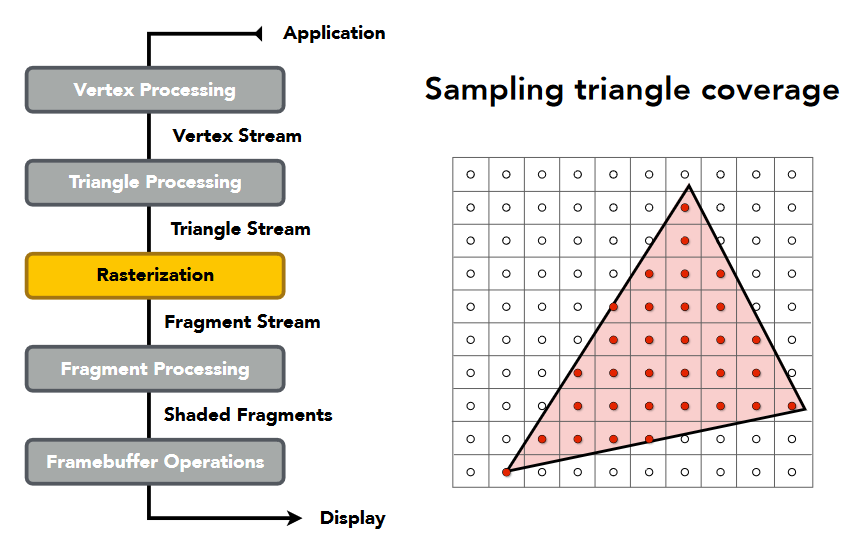 Application
Vertex Processing
Vertex Stream
Triangle Processing
Triangle Stream
Rasterization
Fragment Stream
Fragment Processing
Shaded Fragments
Framebuffer Operations
Display
Sampling triangle coverage